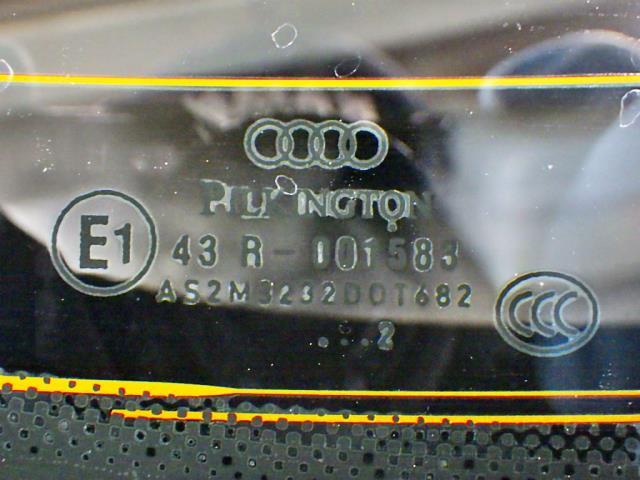 PILKINGTON
E1
43 R-001583
AS2M3232DOT682
CCC
...2